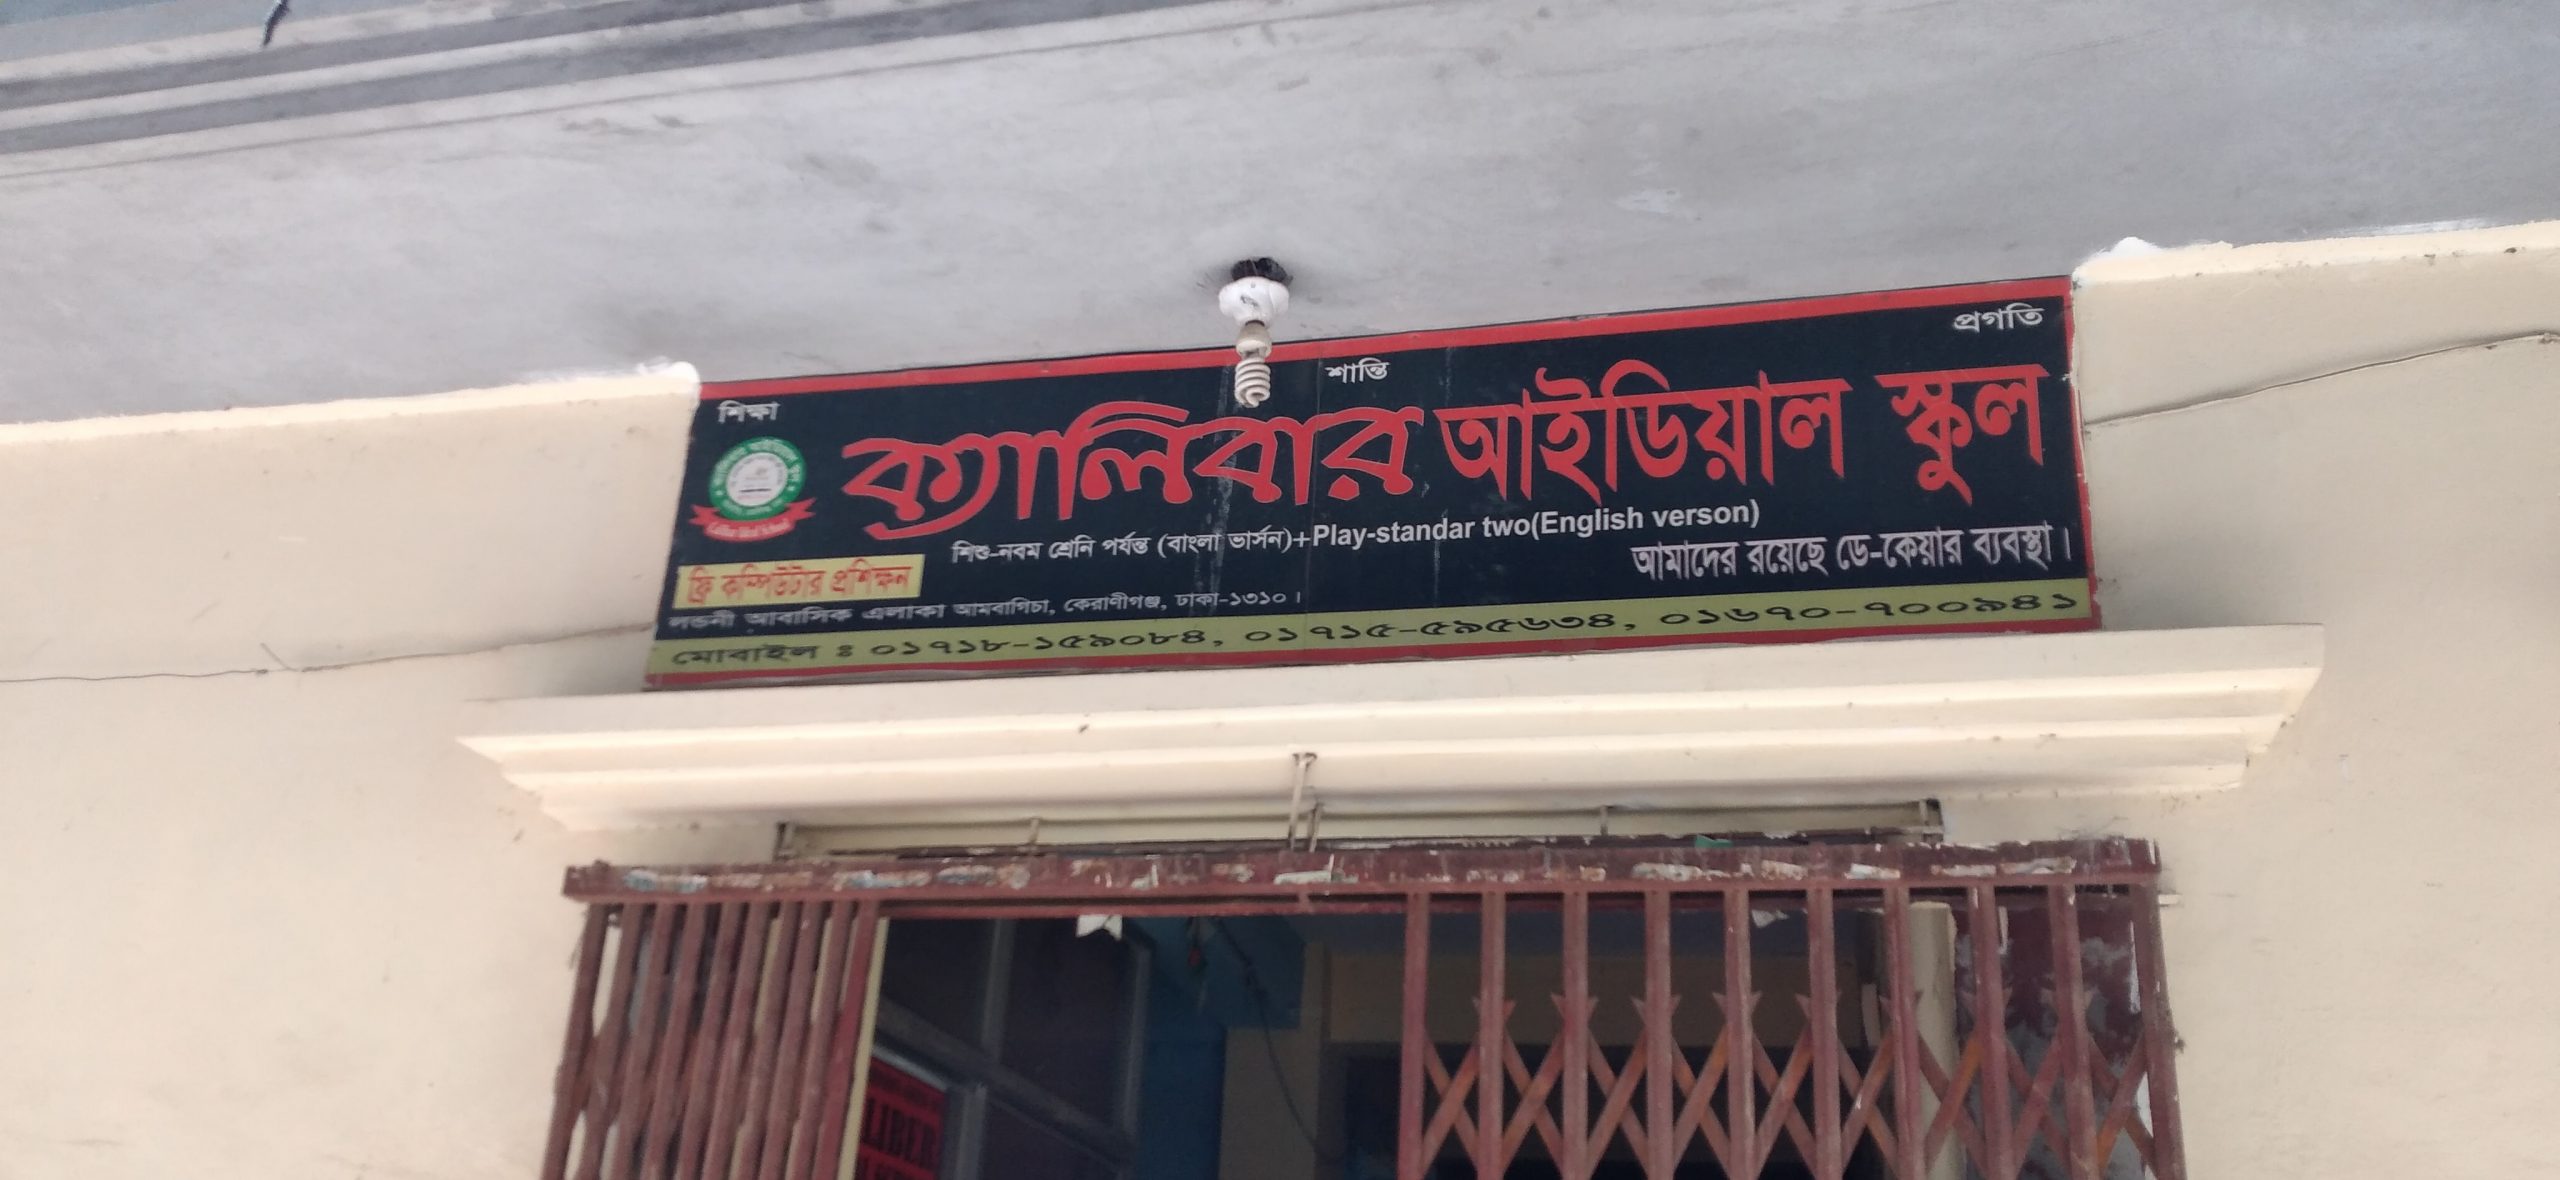 শিক্ষা শান্তি প্রগতি
ক্যালিবার আইডিয়াল স্কুল
শিশু-নবম শ্রেনি পর্যন্ত (বাংলা ভার্সন)+Play-standar two(English verson)
ফ্রি কম্পিউটার প্রশিক্ষন
আমাদের রয়েছে ডে-কেয়ার ব্যবস্থা।
লন্ডনী আবাসিক এলাকা আমবাগিচা, কেরাণীগঞ্জ, ঢাকা-১৩১০।
মোবাইল ঃ ০১৭১৮-১৫৯০৮৪, ০১৭১৫-৫৯৫৬৩৪, ০১৬৭০-৭০০৯৪১
LIBER